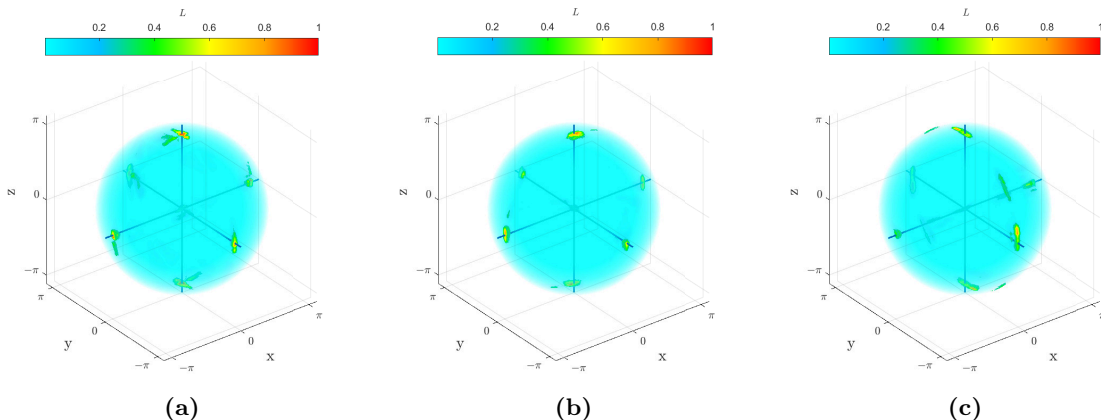 L L L
0.2 0.4 0.6 0.8 1 0.2 0.4 0.6 0.8 1 0.2 0.4 0.6 0.8 1
π π π
z 0 z 0 z 0
−π −π −π
π π π π π π
y 0 0 x y 0 0 x y 0 0 x
−π −π −π −π −π −π
(a) (b) (c)